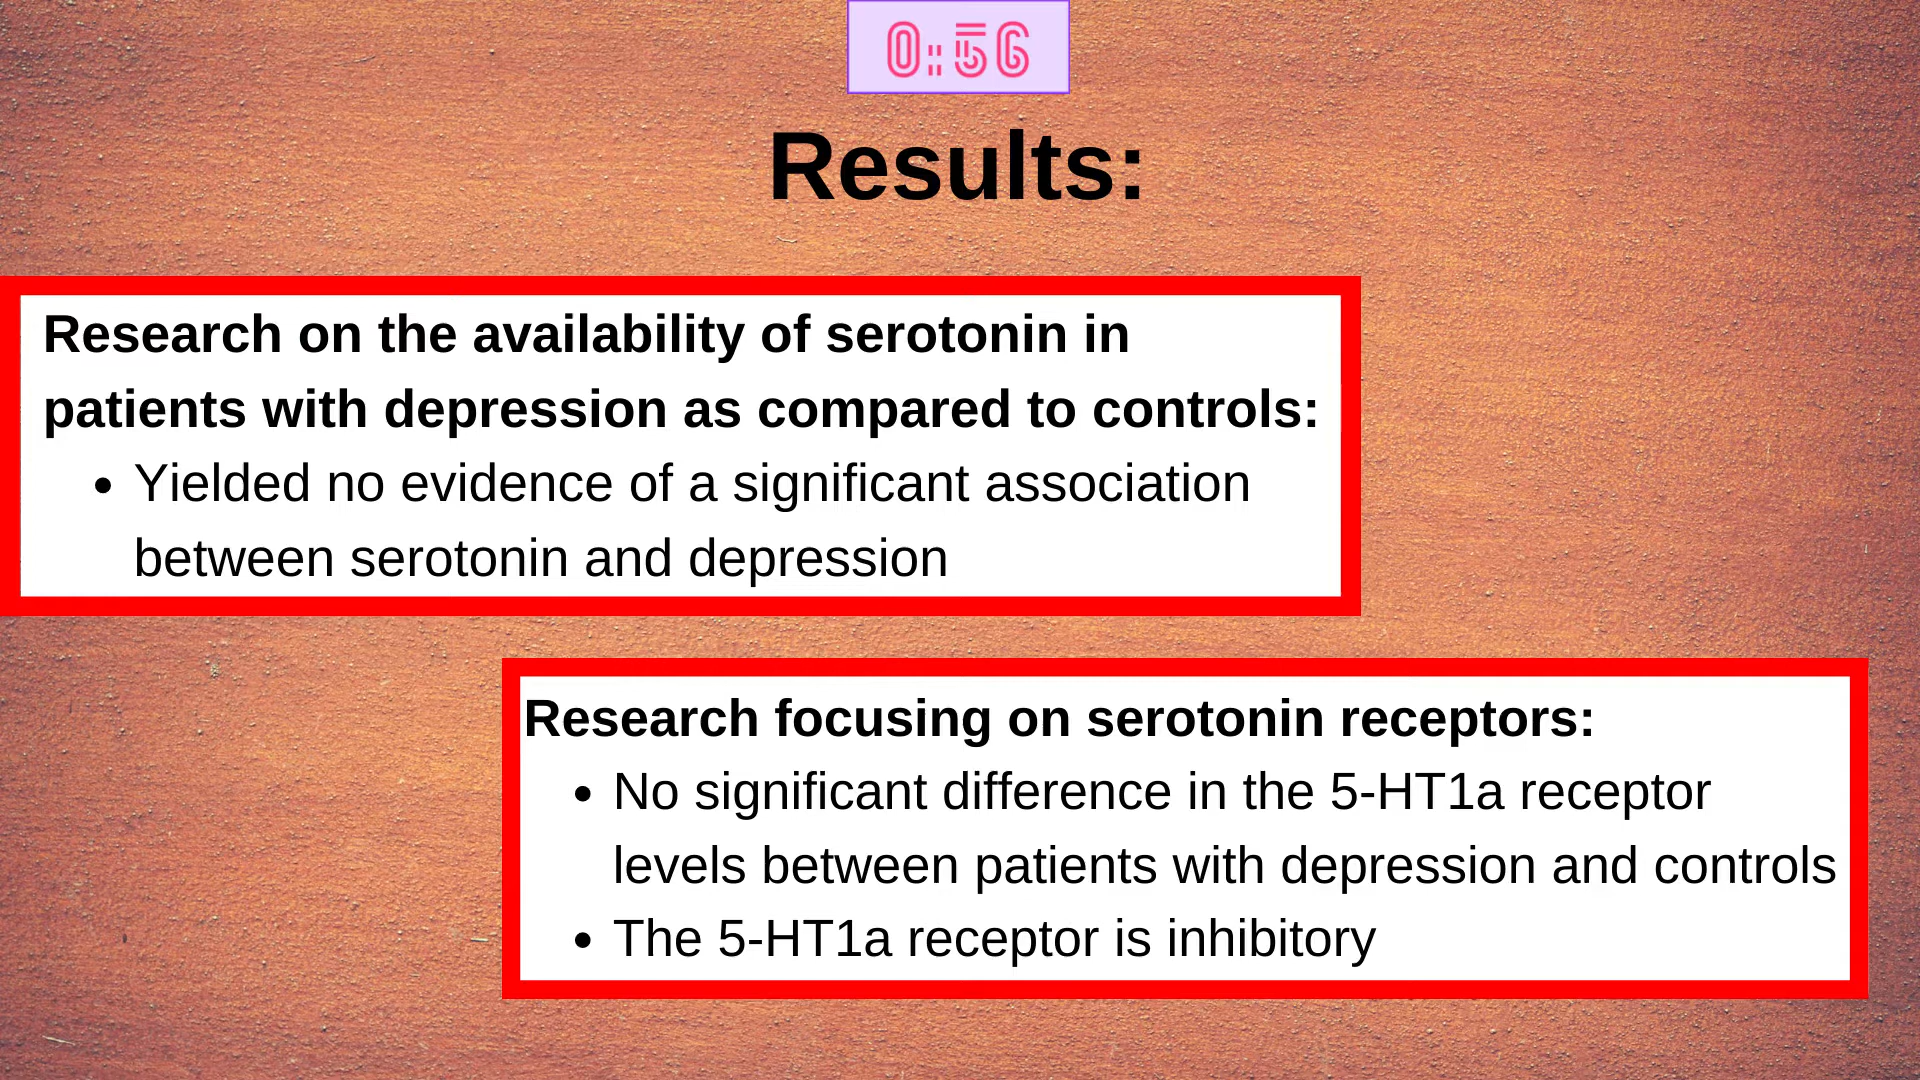 0:56
Results:
Research on the availability of serotonin in
patients with depression as compared to controls:
• Yielded no evidence of a significant association
between serotonin and depression
Research focusing on serotonin receptors:
• No significant difference in the 5-HT1a receptor
levels between patients with depression and controls
• The 5-HT1a receptor is inhibitory